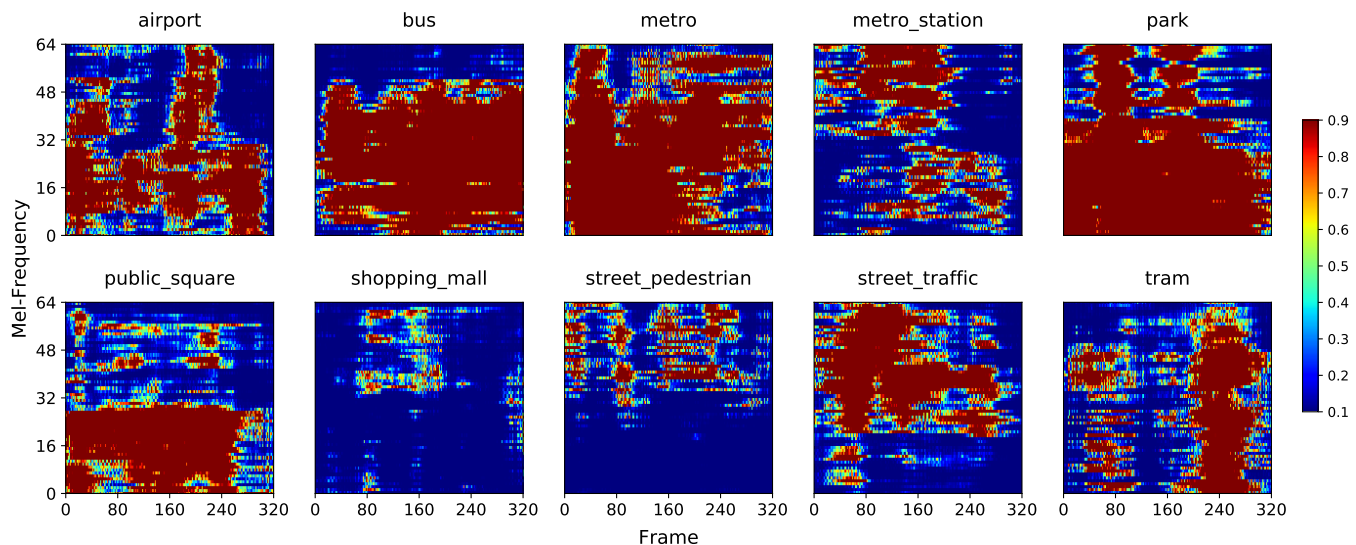 airport
bus
metro
metro_station
park
64
48
32
16
0
Mel-Frequency
public_square
shopping_mall
street_pedestrian
street_traffic
tram
64
48
32
16
0
0 80 160 240 320
0 80 160 240 320
0 80 160 240 320
0 80 160 240 320
0 80 160 240 320
Frame
0.9
0.8
0.7
0.6
0.5
0.4
0.3
0.2
0.1